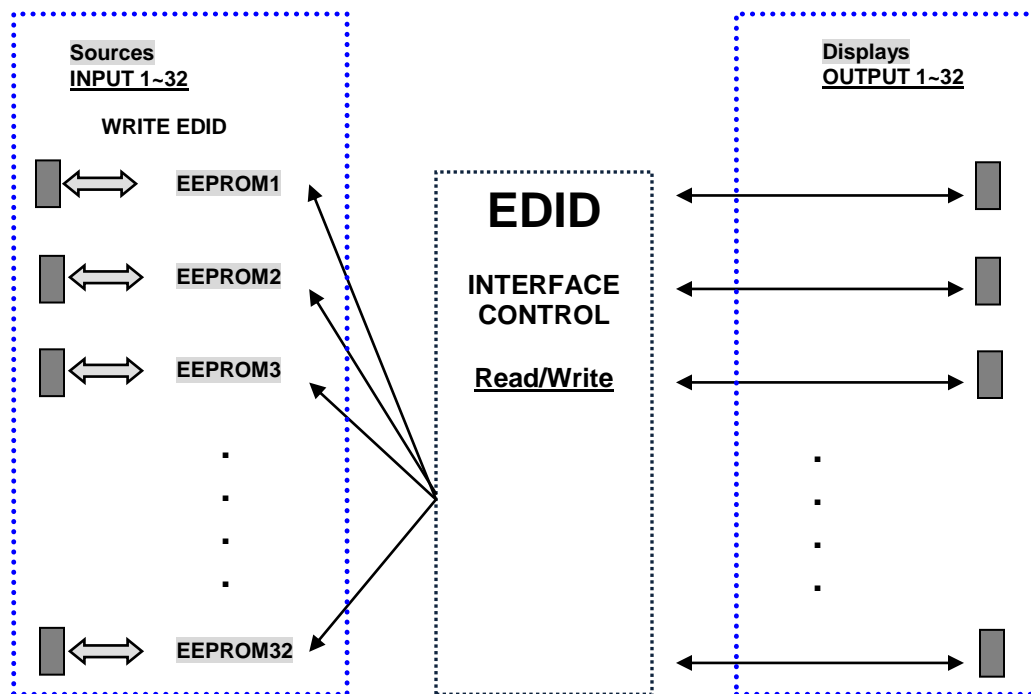 Sources
INPUT 1~32
WRITE EDID
EEPROM1
EEPROM2
EEPROM3
.
.
.
.
EEPROM32
EDID
INTERFACE
CONTROL
Read/Write
Displays
OUTPUT 1~32
.
.
.
.